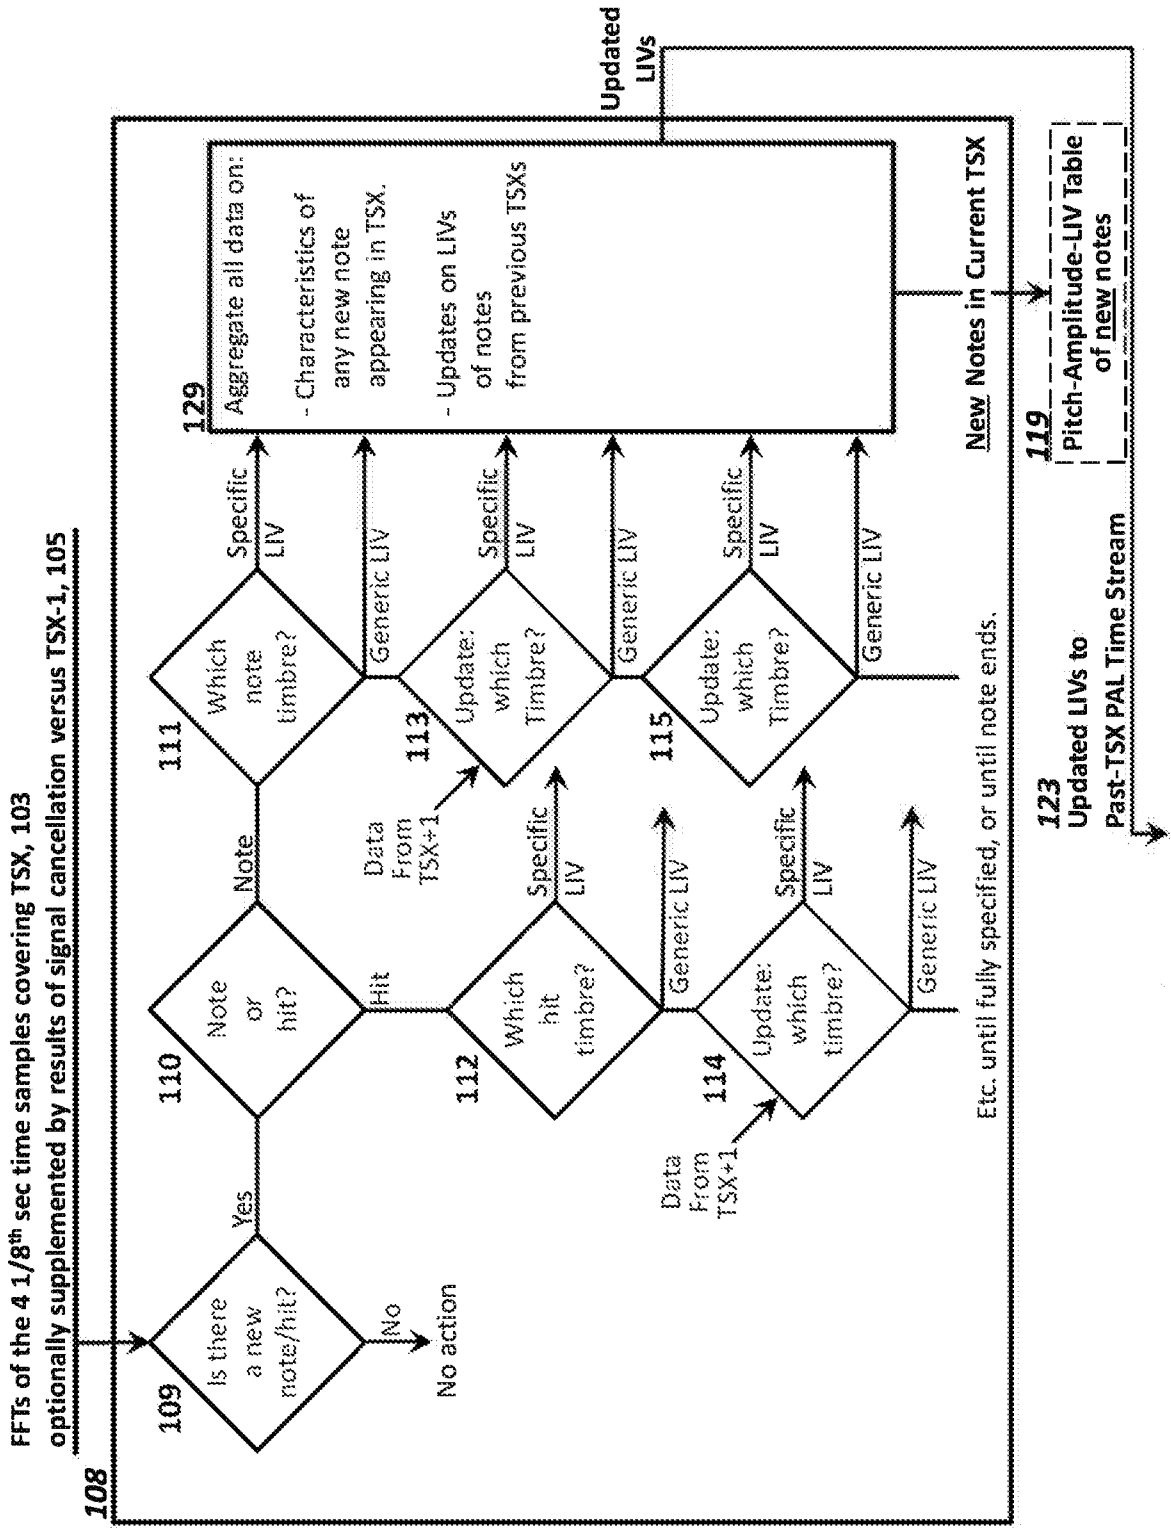 FFTs of the 4 1/8th sec time samples covering TSX, 103
optionally supplemented by results of signal cancellation versus TSX-1, 105
108
109
Is there
a new
note/hit?
Yes
No
No action
110
Note
or
hit?
Note
Hit
111
Which
note
timbre?
Specific
LIV
Generic LIV
112
Which
hit
timbre?
Specific
LIV
Generic LIV
Data
From
TSX+1
113
Update:
which
Timbre?
Specific
LIV
Generic LIV
Data
From
TSX+1
114
Update:
which
timbre?
Specific
LIV
Generic LIV
115
Update:
which
Timbre?
Specific
LIV
Generic LIV
Etc. until fully specified, or until note ends.
129
Aggregate all data on:
- Characteristics of
any new note
appearing in TSX.
- Updates on LIVs
of notes
from previous TSXs
Updated
LIVs
New Notes in Current TSX
119
Pitch-Amplitude-LIV Table
of new notes
123
Updated LIVs to
Past-TSX PAL Time Stream